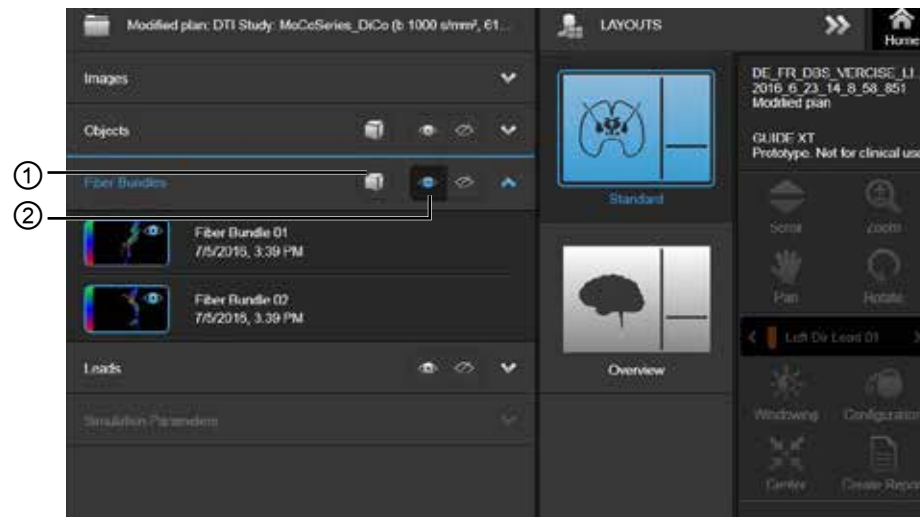 Modified plan: DTI Study: MoCoSeries_DiCo (b 1000 s/mm², 61...
LAYOUTS
Home
Images
Objects
Fiber Bundles
1
2
Fiber Bundle 01
7/5/2016, 3:39 PM
Fiber Bundle 02
7/5/2016, 3:39 PM
Leads
Simulation Parameters
Standard
Overview
DE_FR_DBS_VERCISE_LI...
2016_6_23_14_8_58_851
Modified plan
GUIDE XT
Prototype. Not for clinical use
Scroll
Zoom
Pan
Rotate
Left Dir Lead 01
Windowing
Configuration
Center
Create Report